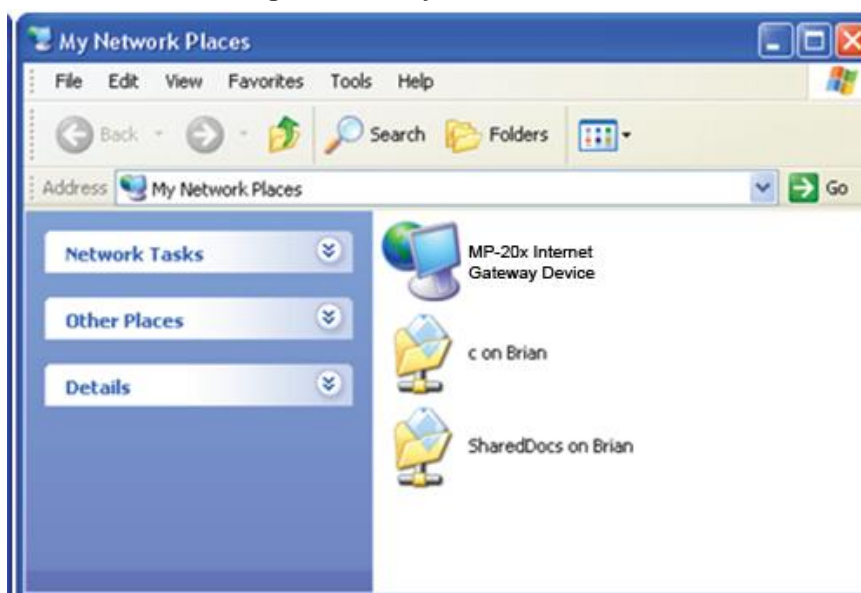 My Network Places
File Edit View Favorites Tools Help
Back Search Folders
Address My Network Places Go
Network Tasks
Other Places
Details
MP-20x Internet
Gateway Device
c on Brian
SharedDocs on Brian